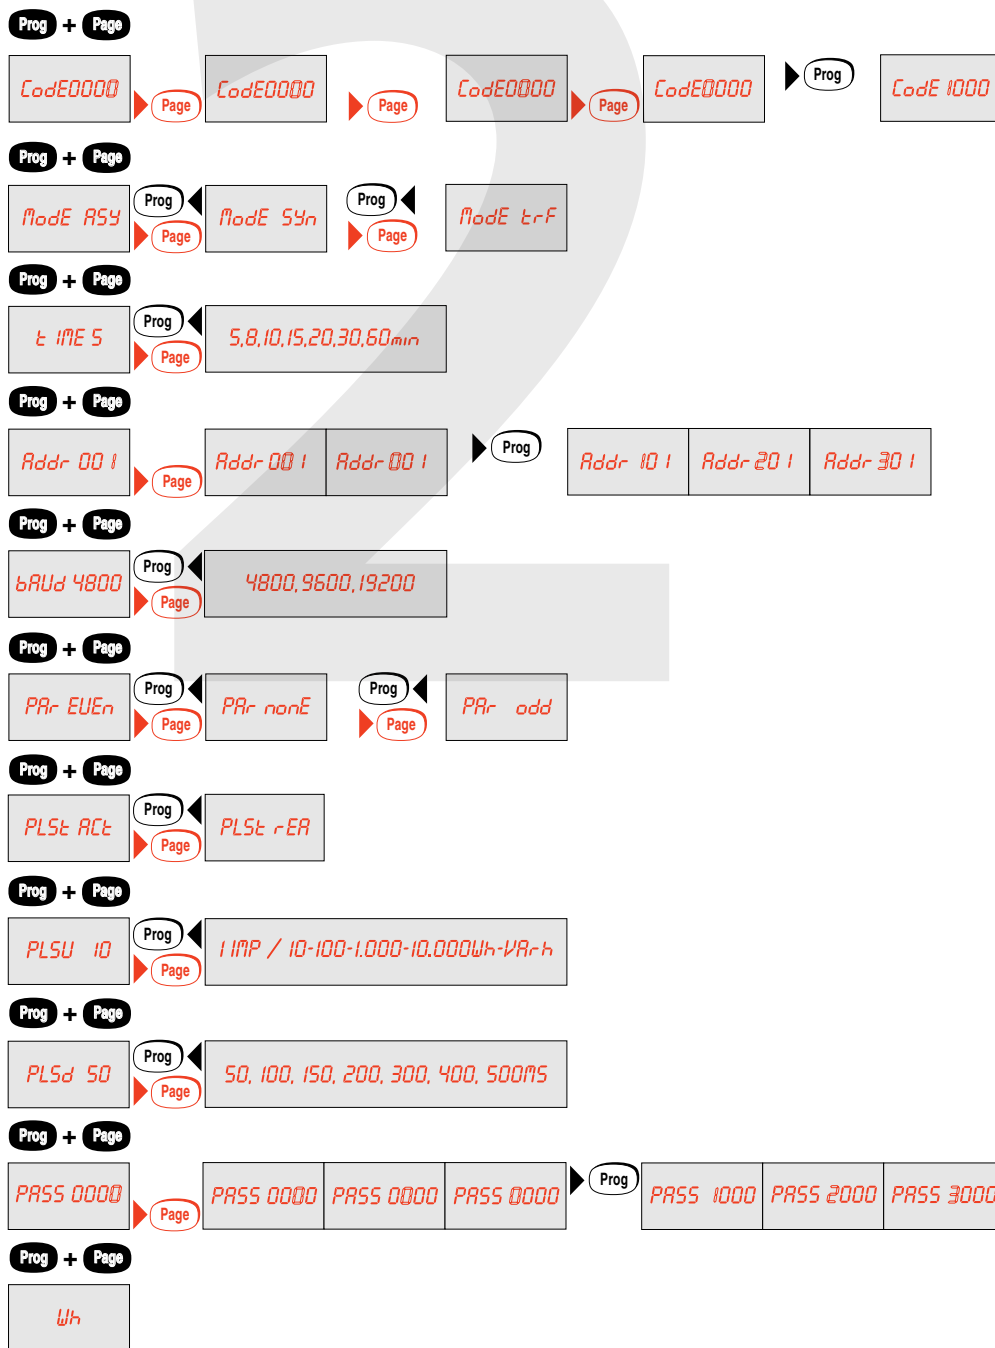 Prog + Page
CodE0000 Page CodE0000 Page CodE0000 Page CodE0000 Prog CodE 1000
Prog + Page
ModE ASY Prog Page ModE SYn Prog Page ModE trF
Prog + Page
t IME 5 Prog Page 5,8,10,15,20,30,60min
Prog + Page
Addr 001 Page Addr 001 Addr 001 Prog Addr 101 Addr 201 Addr 301
Prog + Page
bAUd 4800 Prog Page 4800,9600,19200
Prog + Page
PAr EUEn Prog Page PAr nonE Prog Page PAr odd
Prog + Page
PLSt ACt Prog Page PLSt rEA
Prog + Page
PLSU 10 Prog Page 1 IMP / 10-100-1.000-10.000Wh-VArh
Prog + Page
PLSd 50 Prog Page 50, 100, 150, 200, 300, 400, 500MS
Prog + Page
PASS 0000 Page PASS 0000 PASS 0000 PASS 0000 Prog PASS 1000 PASS 2000 PASS 3000
Prog + Page
Wh
2